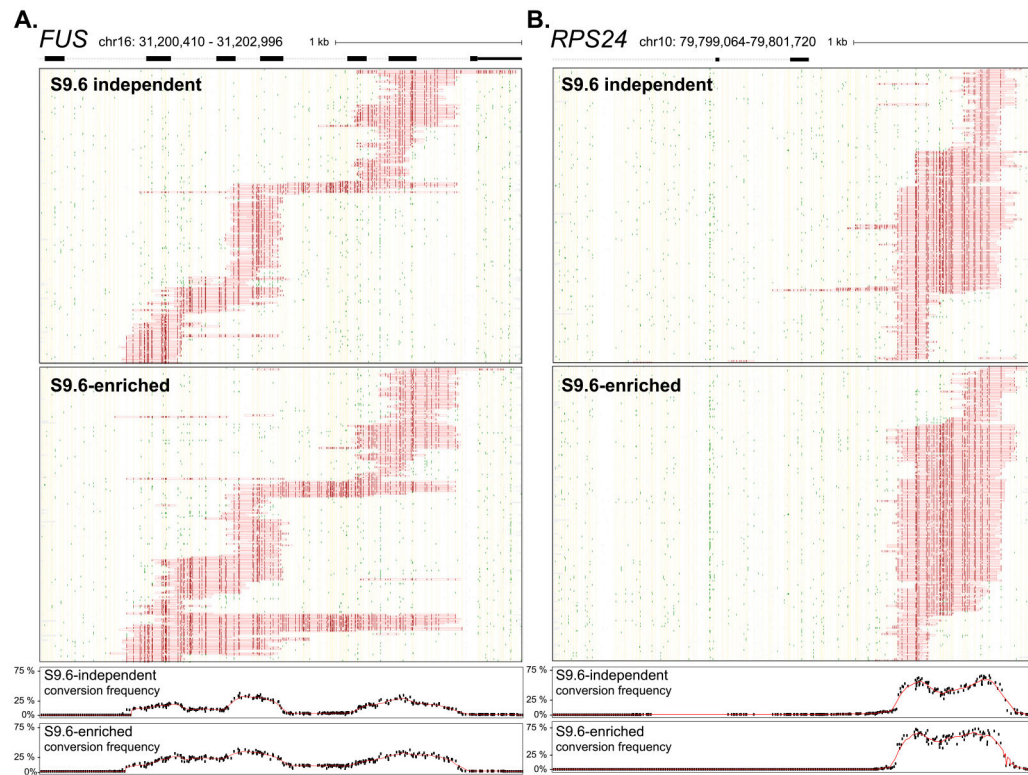 A.
FUS chr16: 31,200,410 - 31,202,996 1 kb
S9.6 independent
S9.6-enriched
75 %
25 %
0%
S9.6-independent
conversion frequency
75 %
25 %
0%
S9.6-enriched
conversion frequency
B.
RPS24 chr10: 79,799,064-79,801,720 1 kb
S9.6 independent
S9.6-enriched
75 %
25 %
0%
S9.6-independent
conversion frequency
75%
25%
0%
S9.6-enriched
conversion frequency